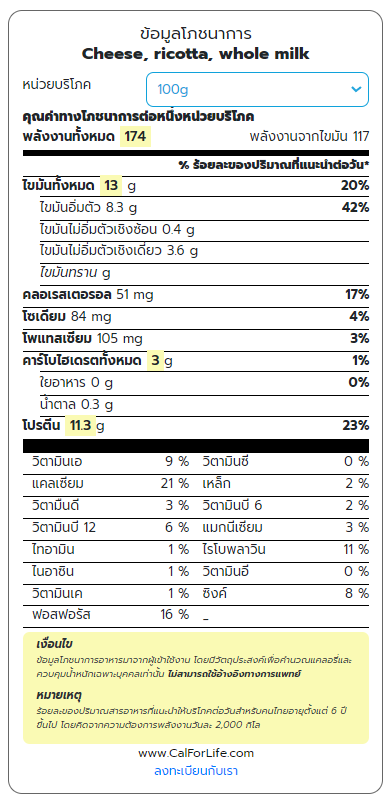 ข้อมูลโภชนาการ
Cheese, ricotta, whole milk
หน่วยบริโภค 100g
คุณค่าทางโภชนาการต่อหนึ่งหน่วยบริโภค
พลังงานทั้งหมด 174 พลังงานจากไขมัน 117
% ร้อยละของปริมาณที่แนะนำต่อวัน*
ไขมันทั้งหมด 13 g 20%
ไขมันอิ่มตัว 8.3 g 42%
ไขมันไม่อิ่มตัวเชิงซ้อน 0.4 g
ไขมันไม่อิ่มตัวเชิงเดี่ยว 3.6 g
ไขมันทราน g
คลอเรสเตอรอล 51 mg 17%
โซเดียม 84 mg 4%
โพแทสเซียม 105 mg 3%
คาร์โบไฮเดรตทั้งหมด 3 g 1%
ใยอาหาร 0 g 0%
น้ำตาล 0.3 g
โปรตีน 11.3 g 23%
วิตามินเอ 9 % วิตามินซี 0 %
แคลเซียม 21 % เหล็ก 2 %
วิตามินดี 3 % วิตามินบี 6 2 %
วิตามินบี 12 6 % แมกนีเซียม 3 %
ไทอามิน 1 % ไรโบพลาวิน 11 %
ไนอาซิน 1 % วิตามินอี 0 %
วิตามินเค 1 % ซิงค์ 8 %
ฟอสฟอรัส 16 % _
เงื่อนไข
ข้อมูลโภชนาการอาหารมาจากผู้เข้าใช้งาน โดยมีวัตถุประสงค์เพื่อคำนวณแคลอรี่และ
ควบคุมน้ำหนักเฉพาะบุคคลเท่านั้น ไม่สามารถใช้อ้างอิงทางการแพทย์
หมายเหตุ
ร้อยละของปริมาณสารอาหารที่แนะนำให้บริโภคต่อวันสำหรับคนไทยอายุตั้งแต่ 6 ปี
ขึ้นไป โดยคิดจากความต้องการพลังงานวันละ 2,000 กิโล
www.CalForLife.com
ลงทะเบียนกับเรา